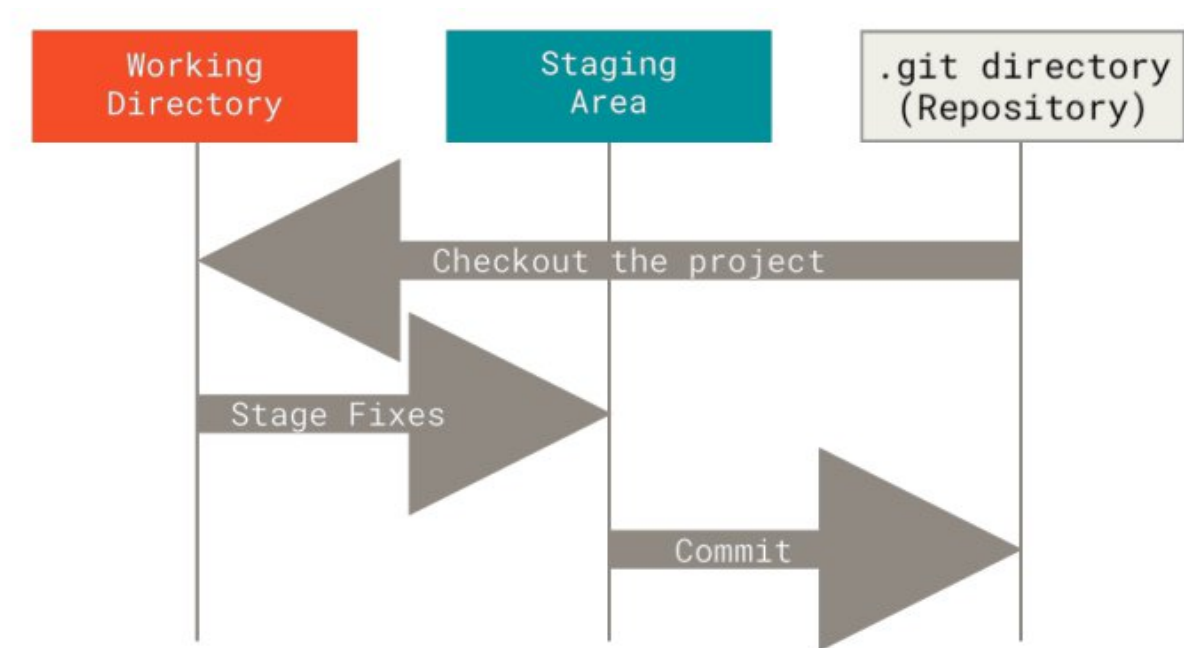 Working
Directory
Staging
Area
.git directory
(Repository)
Checkout the project
Stage Fixes
Commit